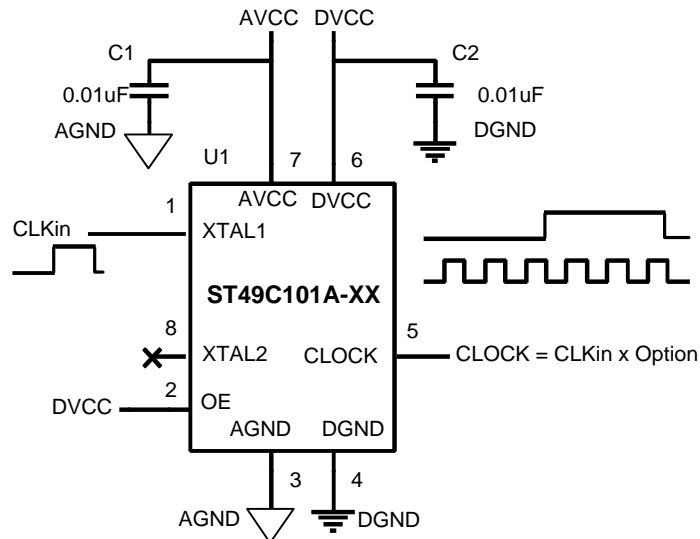 AVCC DVCC
C1 C2
0.01uF 0.01uF
AGND DGND
U1 7 6
AVCC DVCC
1
CLKin XTAL1
ST49C101A-XX
8 5
XTAL2 CLOCK CLOCK = CLKin x Option
2
DVCC OE
AGND DGND
3 4
AGND DGND